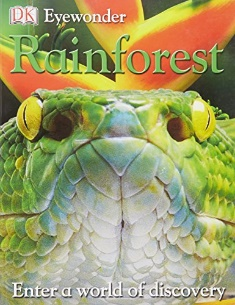 DK Eyewonder
Rainforest
Enter a world of discovery